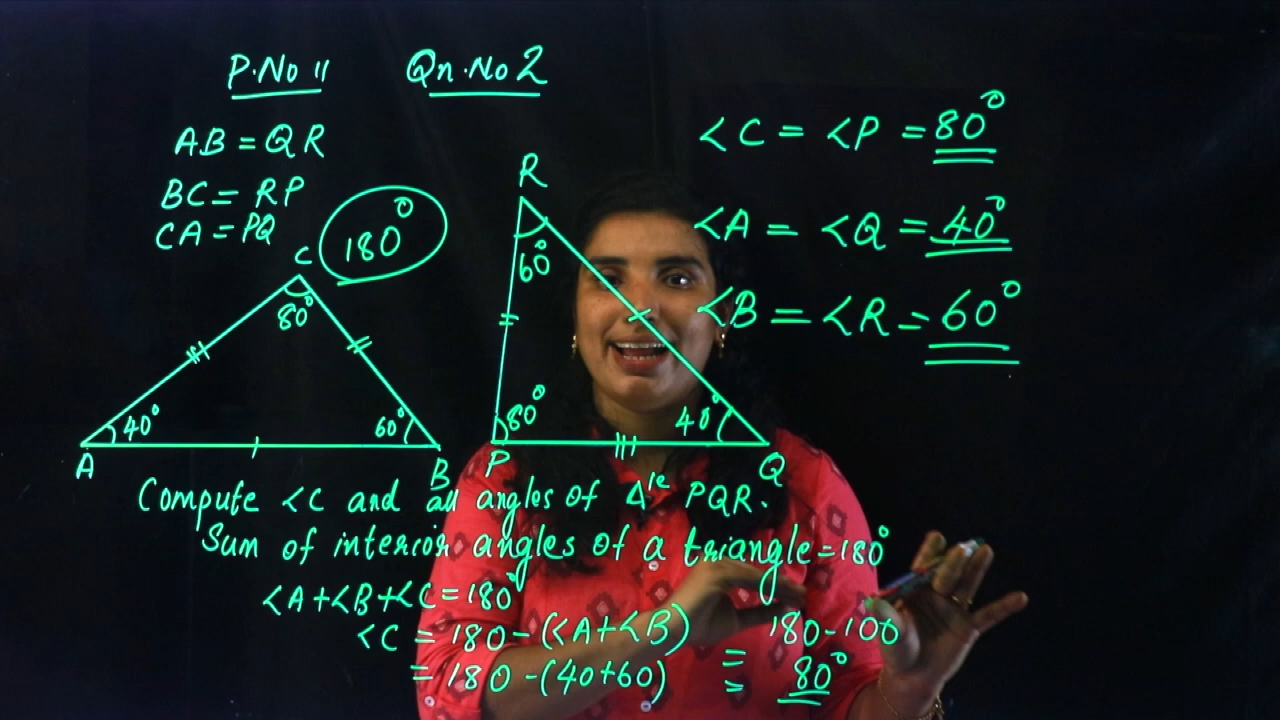 P.No 11 Qn.No 2
AB = QR
BC = RP
CA = PQ
180°
C
80°
A
40°
60°
B
R
60°
P
80°
40°
Q
<C = <P = 80°
<A = <Q = 40°
<B = <R = 60°
Compute <C and all angles of Δle PQR.
Sum of interior angles of a triangle = 180°
<A+<B+<C = 180°
<C = 180-(<A+<B)
= 180-(40+60)
= 180-100
= 80°